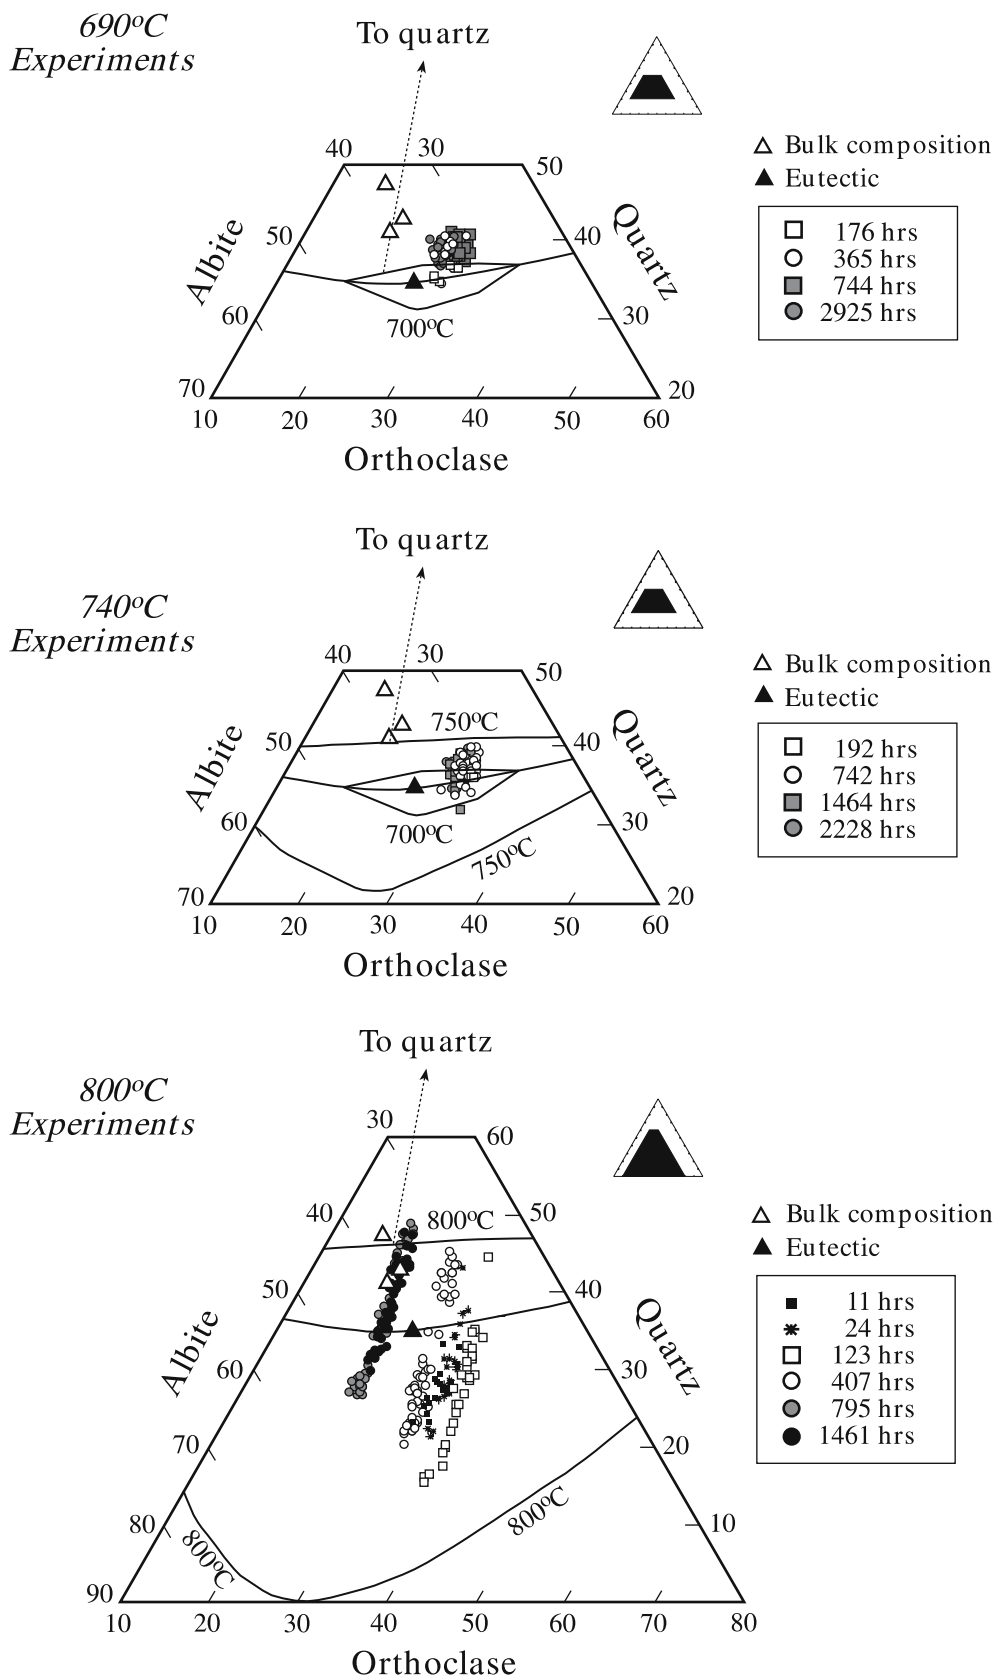 690°C
Experiments
To quartz
40
30
50
Bulk composition
Eutectic
50
40
Albite
Quartz
176 hrs
365 hrs
744 hrs
2925 hrs
60
700°C
30
70
20
10
20
30
40
50
60
Orthoclase
To quartz
740°C
Experiments
40
30
50
Bulk composition
Eutectic
750°C
50
40
Albite
Quartz
192 hrs
742 hrs
1464 hrs
2228 hrs
60
700°C
30
750°C
70
20
10
20
30
40
50
60
Orthoclase
To quartz
800°C
Experiments
30
60
40
800°C
50
Bulk composition
Eutectic
50
40
Albite
Quartz
11 hrs
24 hrs
123 hrs
407 hrs
795 hrs
1461 hrs
60
30
70
20
80
800°C
800°C
10
90
10
20
30
40
50
60
70
80
Orthoclase